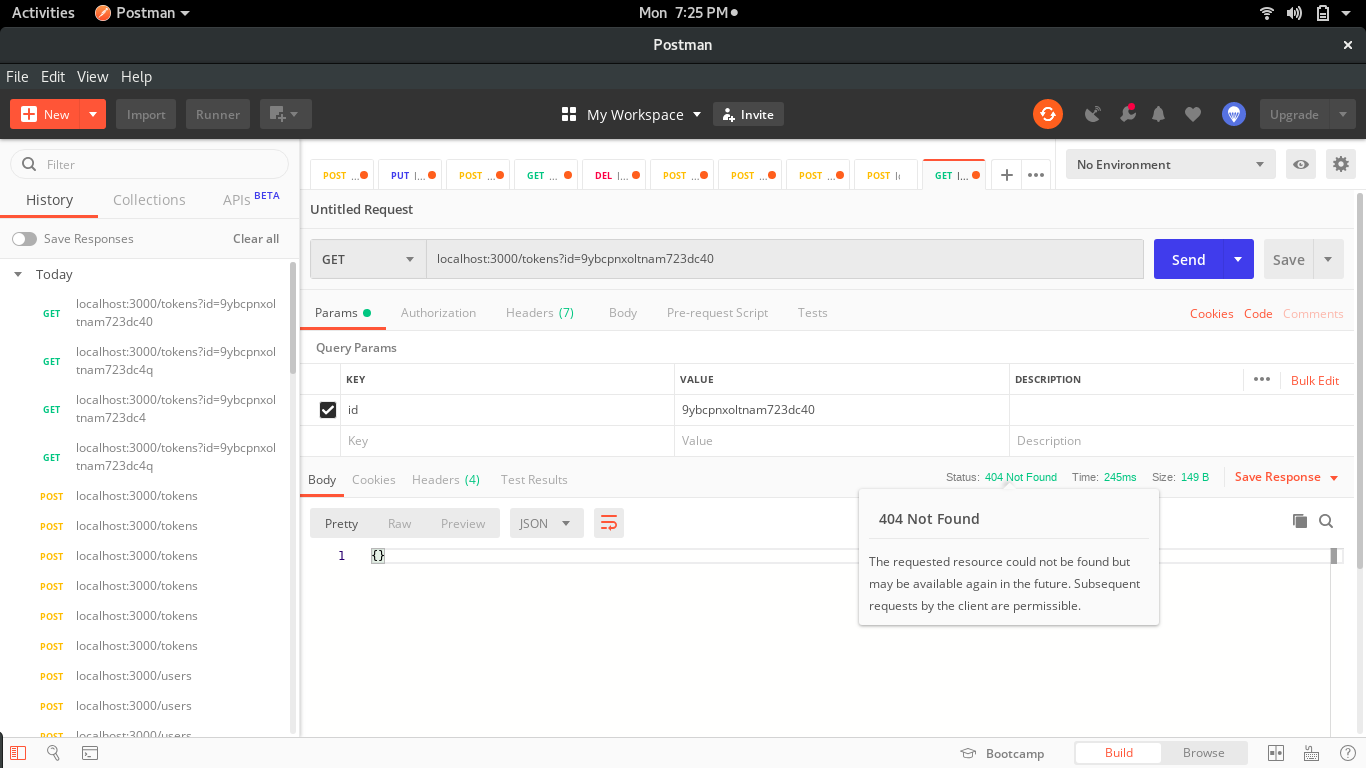 Activities Postman Mon 7:25 PM
Postman
File Edit View Help
New Import Runner My Workspace Invite Upgrade
Filter
History Collections APIs BETA
Save Responses Clear all
Today
GET localhost:3000/tokens?id=9ybcpnxol
tnam723dc40
GET localhost:3000/tokens?id=9ybcpnxol
tnam723dc4q
GET localhost:3000/tokens?id=9ybcpnxol
tnam723dc4
GET localhost:3000/tokens?id=9ybcpnxol
tnam723dc4q
POST localhost:3000/tokens
POST localhost:3000/tokens
POST localhost:3000/tokens
POST localhost:3000/tokens
POST localhost:3000/tokens
POST localhost:3000/tokens
POST localhost:3000/users
POST localhost:3000/users
POST localhost:3000/users
POST ... PUT l... POST ... GET ... DEL l... POST ... POST ... POST ... POST GET l...
No Environment
Untitled Request
GET localhost:3000/tokens?id=9ybcpnxoltnam723dc40 Send Save
Params Authorization Headers (7) Body Pre-request Script Tests Cookies Code Comments
Query Params
KEY VALUE DESCRIPTION ••• Bulk Edit
id 9ybcpnxoltnam723dc40
Key Value Description
Body Cookies Headers (4) Test Results Status: 404 Not Found Time: 245ms Size: 149 B Save Response
Pretty Raw Preview JSON
1 {}
404 Not Found
The requested resource could not be found but
may be available again in the future. Subsequent
requests by the client are permissible.
Bootcamp Build Browse